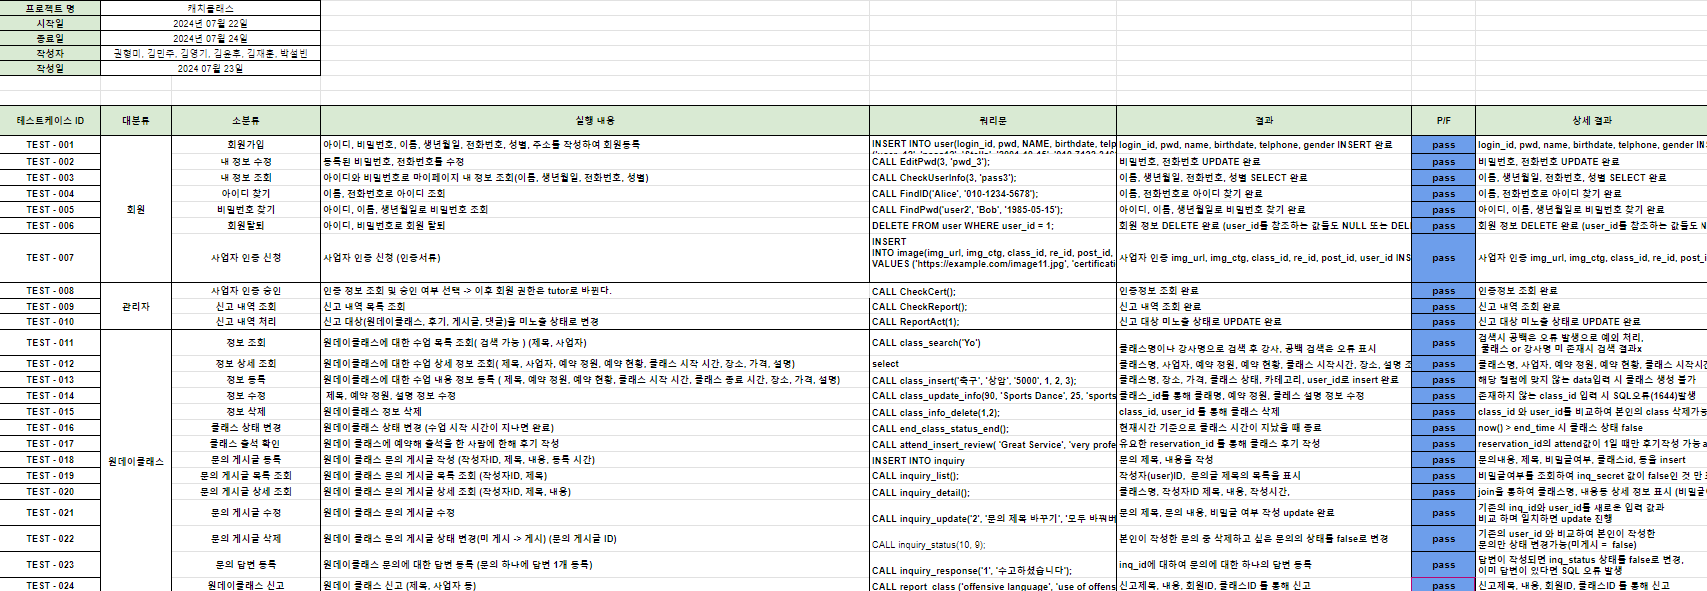 프로젝트 명 캐치클래스
시작일 2024년 07월 22일
종료일 2024년 07월 24일
작성자 권형미, 김민주, 김명기, 김윤후, 김재훈, 박설빈
작성일 2024 07월 23일
테스트케이스 ID 대분류 소분류 실행 내용 쿼리문 결과 P/F 상세 결과
TEST - 001 회원가입 아이디, 비밀번호, 이름, 생년월일, 전화번호, 성별, 주소를 작성하여 회원등록 INSERT INTO user(login_id, pwd, NAME, birthdate, telp login_id, pwd, name, birthdate, telphone, gender INSERT 완료 pass login_id, pwd, name, birthdate, telphone, gender IN
TEST - 002 내 정보 수정 등록된 비밀번호, 전화번호를 수정 CALL EditPwd(3, 'pwd_3'); 비밀번호, 전화번호 UPDATE 완료 pass 비밀번호, 전화번호 UPDATE 완료
TEST - 003 내 정보 조회 아이디와 비밀번호로 마이페이지 내 정보 조회(이름, 생년월일, 전화번호, 성별) CALL CheckUserInfo(3, 'pass3'); 이름, 생년월일, 전화번호, 성별 SELECT 완료 pass 이름, 생년월일, 전화번호, 성별 SELECT 완료
TEST - 004 아이디 찾기 이름, 전화번호로 아이디 조회 CALL FindID('Alice', '010-1234-5678'); 이름, 전화번호로 아이디 찾기 완료 pass 이름, 전화번호로 아이디 찾기 완료
TEST - 005 회원 비밀번호 찾기 아이디, 이름, 생년월일로 비밀번호 조회 CALL FindPwd('user2', 'Bob', '1985-05-15'); 아이디, 이름, 생년월일로 비밀번호 찾기 완료 pass 아이디, 이름, 생년월일로 비밀번호 찾기 완료
TEST - 006 회원탈퇴 아이디, 비밀번호로 회원 탈퇴 DELETE FROM user WHERE user_id = 1; 회원 정보 DELETE 완료 (user_id를 참조하는 값들도 NULL 또는 DEL pass 회원 정보 DELETE 완료 (user_id를 참조하는 값들도 N
INSERT
TEST - 007 사업자 인증 신청 사업자 인증 신청 (인증서류) INTO image(img_url, img_ctg, class_id, re_id, post_id, 사업자 인증 img_url, img_ctg, class_id, re_id, post_id, user_id INS pass 사업자 인증 img_url, img_ctg, class_id, re_id, post_i
VALUES ('https://example.com/image11.jpg', 'certificati
TEST - 008 사업자 인증 승인 인증 정보 조회 및 승인 여부 선택 -> 이후 회원 권한은 tutor로 바뀐다. CALL CheckCert(); 인증정보 조회 완료 pass 인증정보 조회 완료
TEST - 009 관리자 신고 내역 조회 신고 내역 목록 조회 CALL CheckReport(); 신고 내역 조회 완료 pass 신고 내역 조회 완료
TEST - 010 신고 내역 처리 신고 대상(원데이클래스, 후기, 게시글, 댓글)을 미노출 상태로 변경 CALL ReportAct(1); 신고 대상 미노출 상태로 UPDATE 완료 pass 신고 대상 미노출 상태로 UPDATE 완료
TEST - 011 정보 조회 원데이클래스에 대한 수업 목록 조회( 검색 가능 ) (제목, 사업자) CALL class_search('Yo') 클래스명이나 강사명으로 검색 후 강사, 공백 검색은 오류 표시 pass 검색시 공백은 오류 발생으로 예외 처리,
클래스 or 강사명 미 존재시 검색 결과x
TEST - 012 정보 상세 조회 원데이클래스에 대한 수업 상세 정보 조회( 제목, 사업자, 예약 정원, 예약 현황, 클래스 시작 시간, 장소, 가격, 설명) select 클래스명, 사업자, 예약 정원, 예약 현황, 클래스 시작시간, 장소, 설명 조 pass 클래스명, 사업자, 예약 정원, 예약 현황, 클래스 시작시간
TEST - 013 정보 등록 원데이클래스에 대한 수업 내용 정보 등록 ( 제목, 예약 정원, 예약 현황, 클래스 시작 시간, 클래스 종료 시간, 장소, 가격, 설명) CALL class_insert('축구', '상암', '5000', 1, 2, 3); 클래스명, 장소, 가격, 클래스 상태, 카테고리, user_id로 insert 완료 pass 해당 컬럼에 맞지 않는 data입력 시 클래스 생성 불가
TEST - 014 정보 수정 제목, 예약 정원, 설명 정보 수정 CALL class_update_info(90, 'Sports Dance', 25, 'sports 클래스_id를 통해 클래명, 예약 정원, 클레스 설명 정보 수정 pass 존재하지 않는 class_id 입력 시 SQL오류(1644)발생
TEST - 015 정보 삭제 원데이클래스 정보 삭제 CALL class_info_delete(1,2); class_id, user_id 를 통해 클래스 삭제 pass class_id 와 user_id를 비교하여 본인의 class 삭제가능
TEST - 016 클래스 상태 변경 원데이클래스 상태 변경 (수업 시작 시간이 지나면 완료) CALL end_class_status_end(); 현재시간 기준으로 클래스 시간이 지났을 때 종료 pass now() > end_time 시 클래스 상태 false
TEST - 017 클래스 출석 확인 원데이 클래스에 예약해 출석을 한 사람에 한해 후기 작성 CALL attend_insert_review( 'Great Service', 'very profe 유효한 reservation_id 를 통해 클래스 후기 작성 pass reservation_id의 attend값이 1일 때만 후기작성 가능
TEST - 018 원데이클래스 문의 게시글 등록 원데이 클래스 문의 게시글 작성 (작성자ID, 제목, 내용, 등록 시간) INSERT INTO inquiry 문의 제목, 내용을 작성 pass 문의내용, 제목, 비밀글여부, 클래스id, 등을 insert
TEST - 019 문의 게시글 목록 조회 원데이 클래스 문의 게시글 목록 조회 (작성자ID, 제목) CALL inquiry_list(); 작성자(user)ID, 문의글 제목의 목록을 표시 pass 비밀글여부를 조회하여 inq_secret 값이 false인 것 만
TEST - 020 문의 게시글 상세 조회 원데이 클래스 문의 게시글 상세 조회 (작성자ID, 제목, 내용) CALL inquiry_detail(); 클래스명, 작성자ID 제목, 내용, 작성시간, pass join을 통하여 클래스명, 내용등 상세 정보 표시 (비밀글
TEST - 021 문의 게시글 수정 원데이 클래스 문의 게시글 수정 CALL inquiry_update('2', '문의 제목 바꾸기', '모두 바꿔버 문의 제목, 문의 내용, 비밀글 여부 작성 update 완료 pass 기존의 inq_id와 user_id를 새로운 입력 값과
비교 하며 일치하면 update 진행
TEST - 022 문의 게시글 삭제 원데이 클래스 문의 게시글 상태 변경(미 게시 -> 게시) (문의 게시글 ID) CALL inquiry_status(10, 9); 본인이 작성한 문의 중 삭제하고 싶은 문의의 상태를 false로 변경 pass 기존의 user_id 와 비교하여 본인이 작성한
문의만 상태 변경가능(미게시 = false)
TEST - 023 문의 답변 등록 원데이 클래스 문의에 대한 답변 등록 (문의 하나에 답변 1개 등록) CALL inquiry_response('1', '수고하셨습니다'); inq_id에 대하여 문의에 대한 하나의 답변 등록 pass 답변이 작성되면 inq_status 상태를 false로 변경,
이미 답변이 있다면 SQL 오류 발생
TEST - 024 원데이클래스 신고 원데이 클래스 신고 (제목, 사업자 등) CALL report_class ('offensive language', 'use of offens 신고제목, 내용, 회원ID, 클래스ID 를 통해 신고 pass 신고제목, 내용, 회원ID, 클래스ID 를 통해 신고